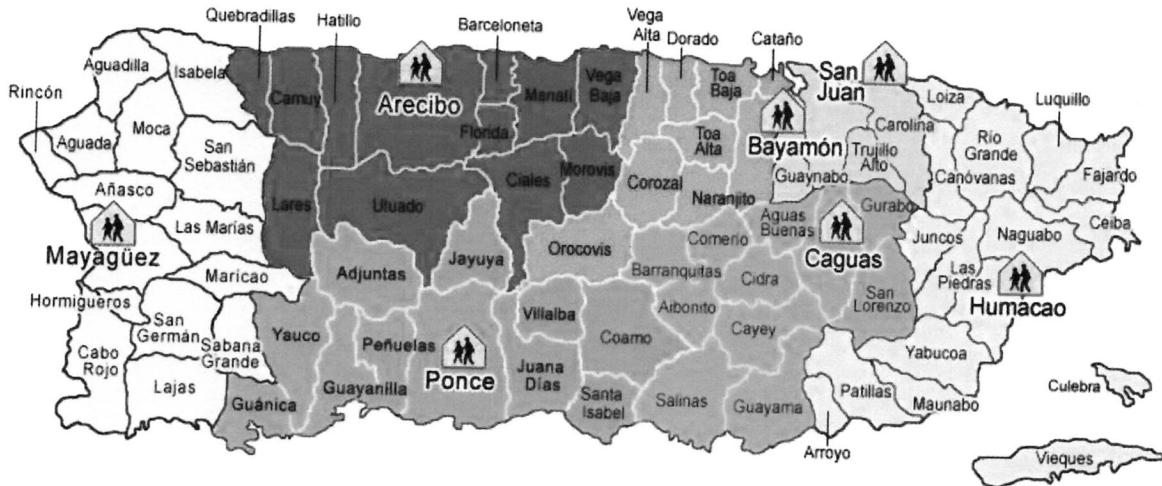 Quebradillas
Hatillo
Barceloneta
Vega
Alta
Dorado
Cataño
San
Juan
Aguadilla
Isabela
Rincón
Camuy
Arecibo
Manatí
Vega
Baja
Toa
Baja
Loiza
Luquillo
Aguada
Moca
Florida
Toa
Alta
Bayamón
Carolina
Río
Grande
San
Sebastián
Trujillo
Alto
Añasco
Ciales
Morovis
Corozal
Naranjito
Guaynabo
Canóvanas
Fajardo
Lares
Utuado
Aguas
Buenas
Gurabo
Ceiba
Las Marías
Orocovis
Comerio
Juncos
Naguabo
Mayagüez
Jayuya
Caguas
Maricao
Adjuntas
Barranquitas
Cidra
Las
Piedras
Hormigueros
Aibonito
San
Lorenzo
Humacao
San
Germán
Yauco
Villalba
Coamo
Cayey
Sabana
Grande
Peñuelas
Cabo
Rojo
Ponce
Juana
Días
Yabucoa
Lajas
Guayanilla
Culebra
Guánica
Santa
Isabel
Salinas
Guayama
Patillas
Maunabo
Arroyo
Vieques